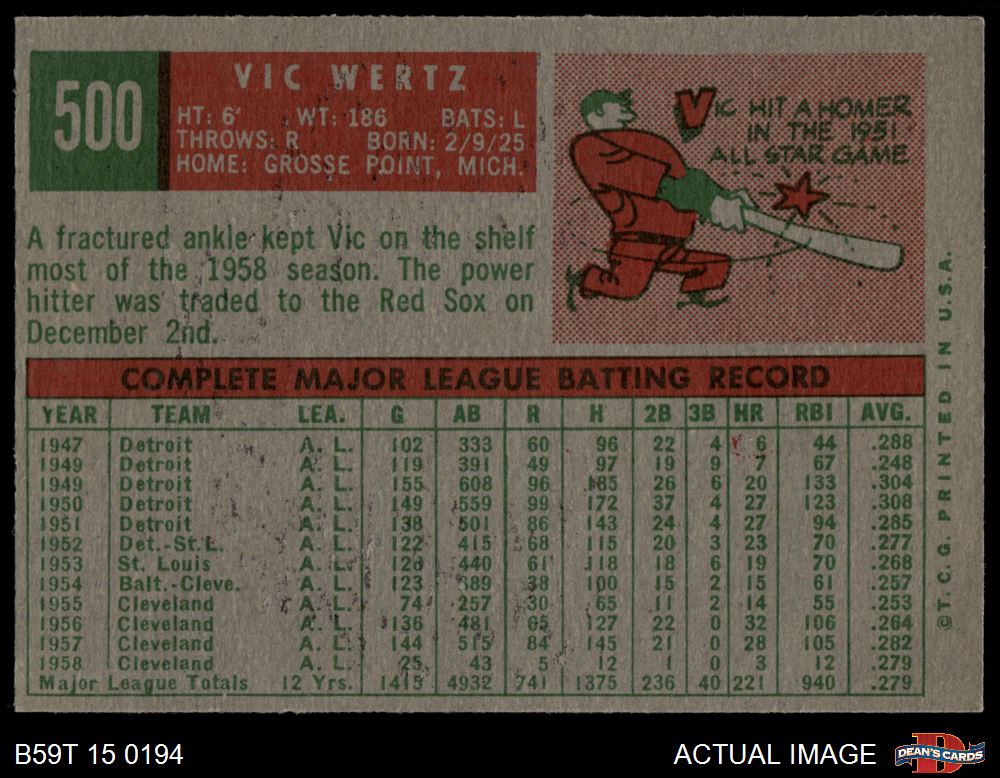 500
VIC WERTZ
HT: 6' WT: 186 BATS: L
THROWS: R BORN: 2/9/25
HOME: GROSSE POINT, MICH.
VIC HIT A HOMER
IN THE 1951
ALL STAR GAME
A fractured ankle kept Vic on the shelf
most of the 1958 season. The power
hitter was traded to the Red Sox on
December 2nd.
COMPLETE MAJOR LEAGUE BATTING RECORD
YEAR TEAM LEA. G AB R H 2B 3B HR RBI AVG.
1947 Detroit A. L. 102 333 60 96 22 4 6 44 .288
1949 Detroit A. L. 119 391 49 97 19 9 7 67 .248
1949 Detroit A. L. 155 608 96 185 26 6 20 133 .304
1950 Detroit A. L. 149 559 99 172 37 4 27 123 .308
1951 Detroit A. L. 138 501 86 143 24 4 27 94 .285
1952 Det.-St.L. A. L. 122 415 68 115 20 3 23 70 .277
1953 St. Louis A. L. 128 440 61 118 18 6 19 70 .268
1954 Balt.-Cleve. A. L. 123 389 38 100 15 2 15 61 .257
1955 Cleveland A. L. 74 257 30 65 11 2 14 55 .253
1956 Cleveland A. L. 136 481 65 127 22 0 32 106 .264
1957 Cleveland A. L. 144 515 84 145 21 0 28 105 .282
1958 Cleveland A. L. 25 43 5 12 1 0 3 12 .279
Major League Totals 12 Yrs. 1415 4932 741 1375 236 40 221 940 .279
© T. C. G. PRINTED IN U.S.A.
B59T 15 0194
ACTUAL IMAGE
DEAN'S CARDS